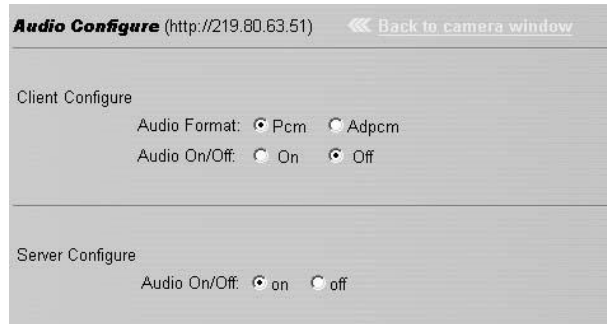 Audio Configure (http://219.80.63.51) Back to camera window
Client Configure
Audio Format: Pcm Adpcm
Audio On/Off: On Off
Server Configure
Audio On/Off: on off